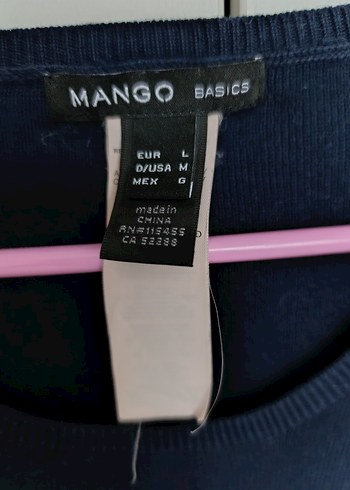 MANGO BASICS
EUR L
D/USA M
MEX G
made in
CHINA
RN#115455
CA 52288